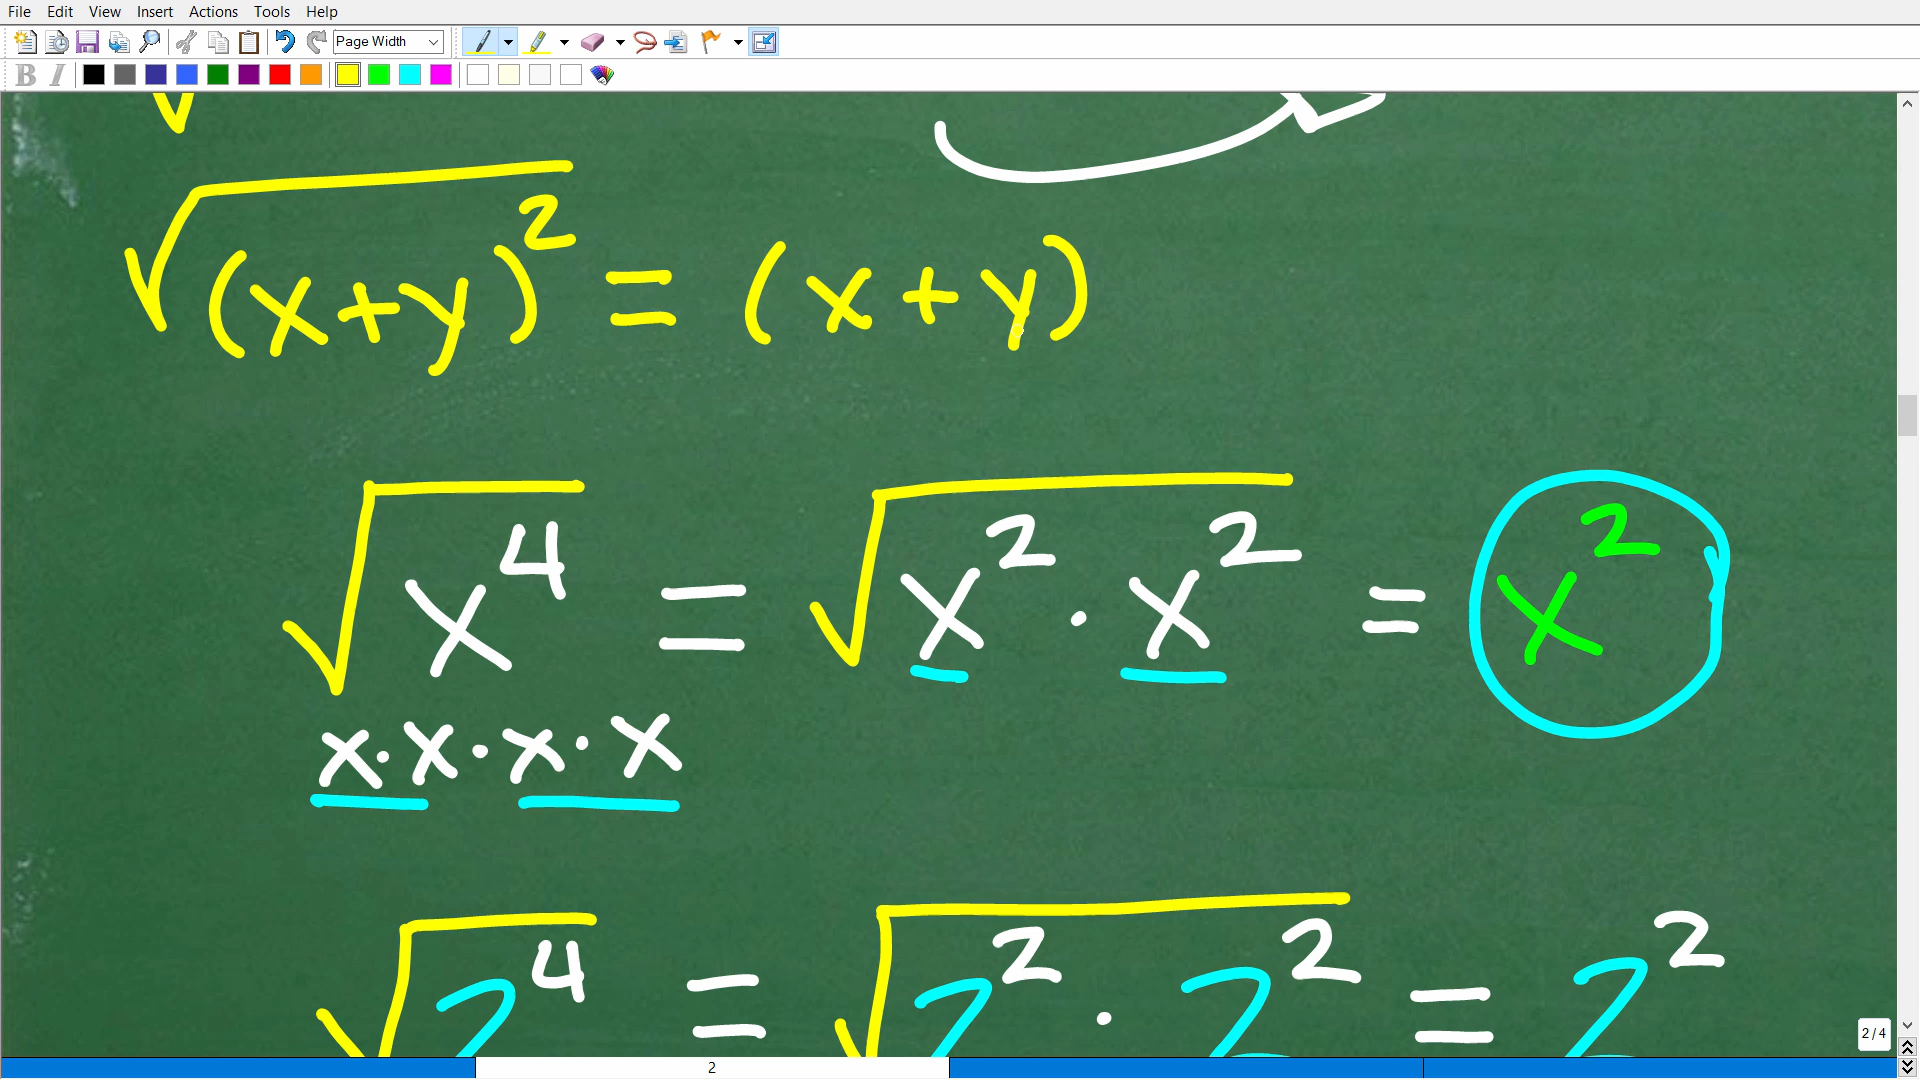 File Edit View Insert Actions Tools Help
Page Width
B I
√(x+y)² = (x+y)
√x⁴ = √x²·x² = x²
x·x·x·x
√2⁴ = √2²·2² = 2²
2/4
2